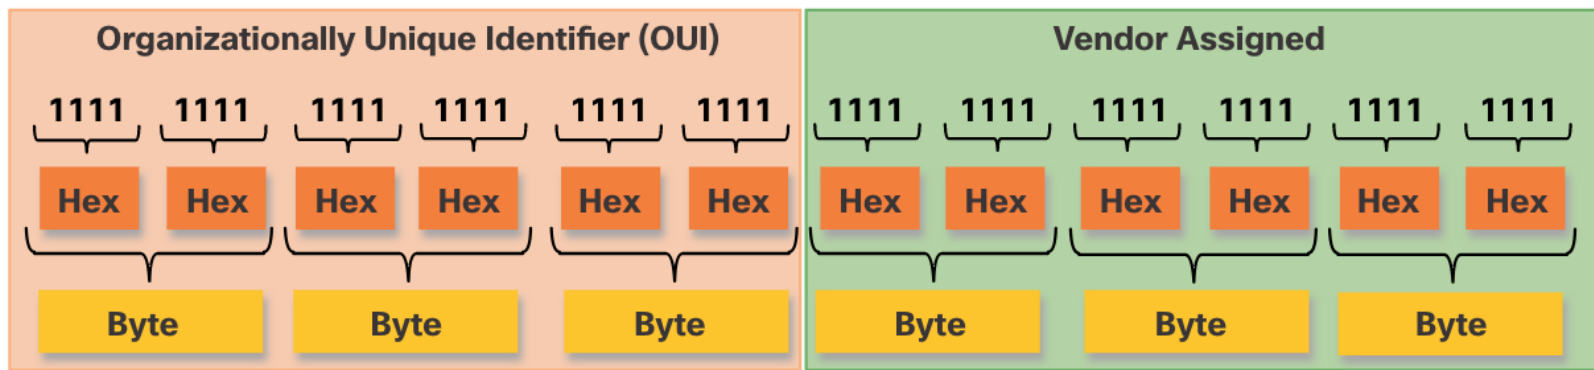 Organizationally Unique Identifier (OUI) Vendor Assigned
1111 1111 1111 1111 1111 1111 1111 1111 1111 1111 1111 1111
Hex Hex Hex Hex Hex Hex Hex Hex Hex Hex Hex Hex
Byte Byte Byte Byte Byte Byte